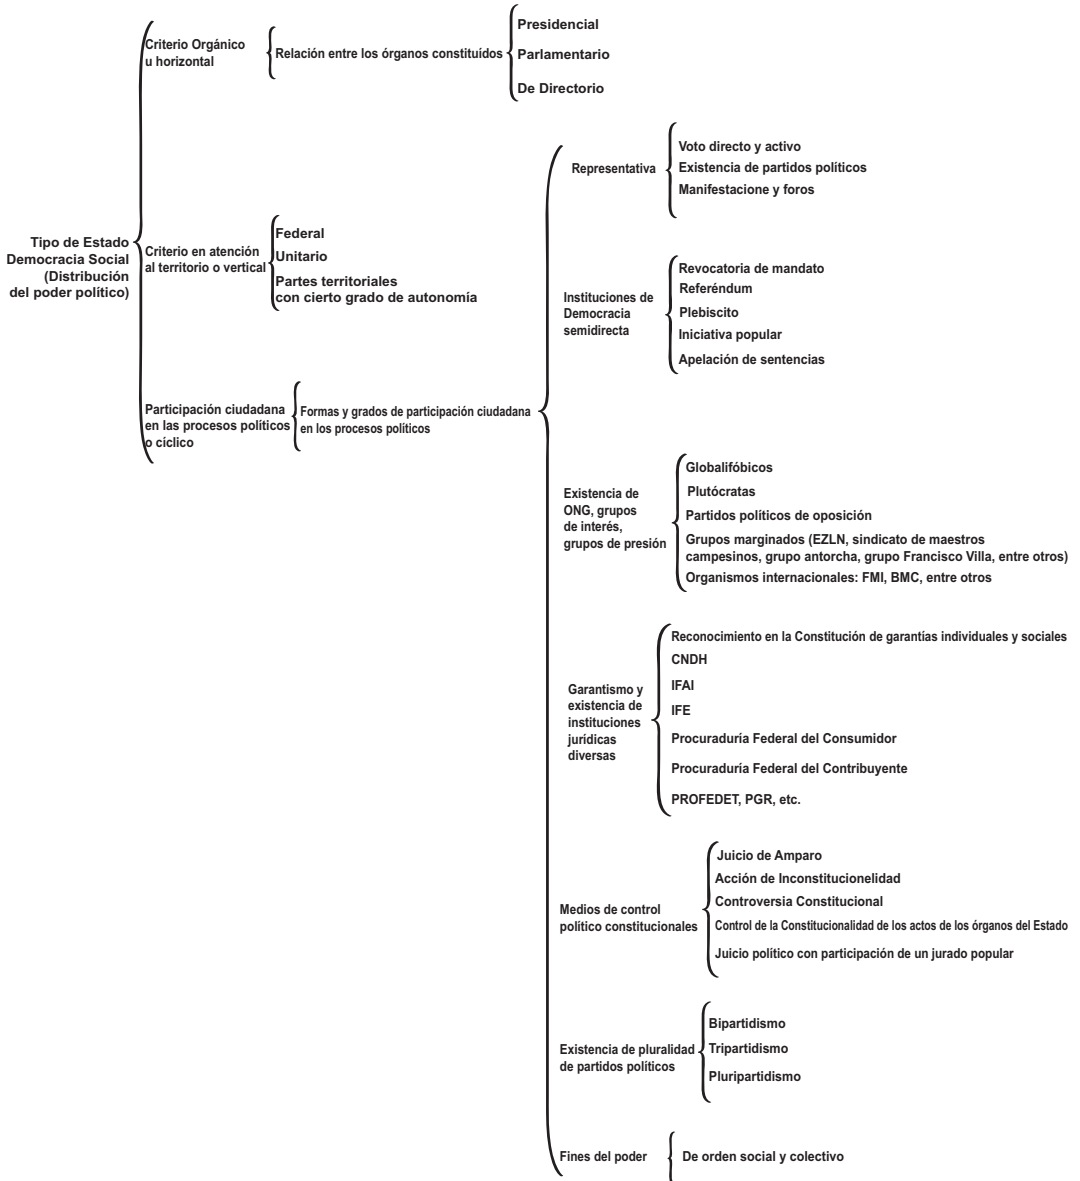 Tipo de Estado
Democracia Social
(Distribución
del poder político)
Criterio Orgánico
u horizontal
Relación entre los órganos constituídos
Presidencial
Parlamentario
De Directorio
Criterio en atención
al territorio o vertical
Federal
Unitario
Partes territoriales
con cierto grado de autonomía
Participación ciudadana
en las procesos políticos
o cíclico
Formas y grados de participación ciudadana
en los procesos políticos
Representativa
Voto directo y activo
Existencia de partidos políticos
Manifestacione y foros
Instituciones de
Democracia
semidirecta
Revocatoria de mandato
Referéndum
Plebiscito
Iniciativa popular
Apelación de sentencias
Existencia de
ONG, grupos
de interés,
grupos de presión
Globalifóbicos
Plutócratas
Partidos políticos de oposición
Grupos marginados (EZLN, sindicato de maestros
campesinos, grupo antorcha, grupo Francisco Villa, entre otros)
Organismos internacionales: FMI, BMC, entre otros
Garantismo y
existencia de
instituciones
jurídicas
diversas
Reconocimiento en la Constitución de garantías individuales y sociales
CNDH
IFAI
IFE
Procuraduría Federal del Consumidor
Procuraduría Federal del Contribuyente
PROFEDET, PGR, etc.
Medios de control
político constitucionales
Juicio de Amparo
Acción de Inconstitucionelidad
Controversia Constitucional
Control de la Constitucionalidad de los actos de los órganos del Estado
Juicio político con participación de un jurado popular
Existencia de pluralidad
de partidos políticos
Bipartidismo
Tripartidismo
Pluripartidismo
Fines del poder
De orden social y colectivo